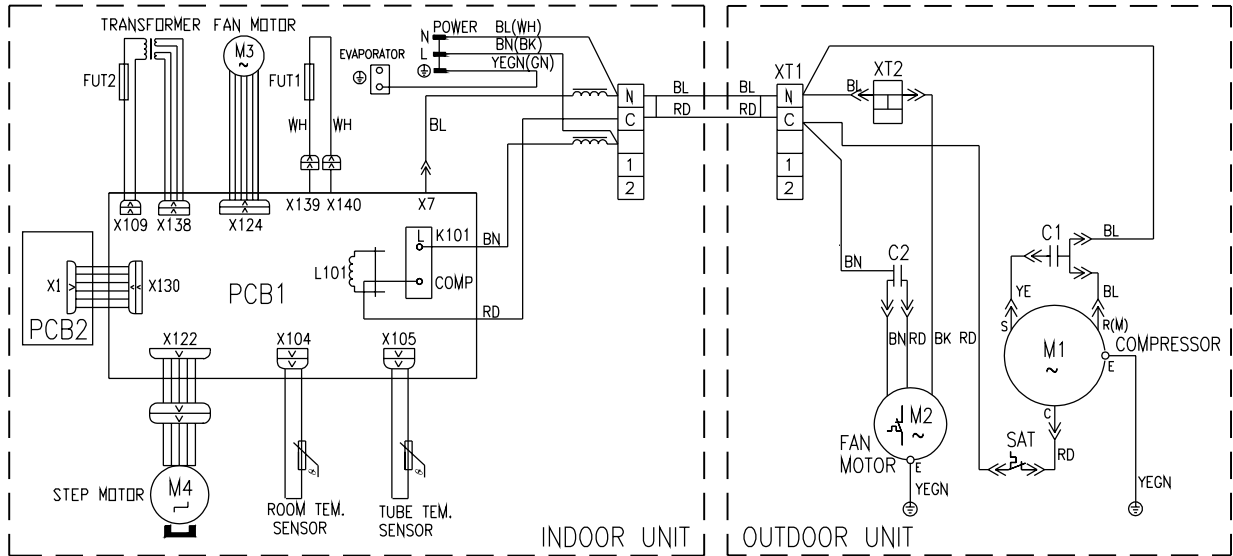 TRANSFORMER FAN MOTOR
FUT2
M3
~
FUT1
WH
WH
EVAPORATOR
N POWER
L
BL(WH)
BN(BK)
YEGN(GN)
BL
X109
X138
X124
X139
X140
X7
N
C
1
2
BL
RD
BL
RD
XT1
N
C
1
2
BL
XT2
PCB2
X1
X130
PCB1
L101
L
K101
COMP
BN
RD
X122
X104
X105
M4
STEP MOTOR
ROOM TEM.
SENSOR
TUBE TEM.
SENSOR
θ
θ
INDOOR UNIT
BN
C2
BN
RD
BK
RD
M2
~
FAN
MOTOR
E
YEGN
C1
BL
YE
BL
S
R(M)
M1
~
COMPRESSOR
E
C
SAT
RD
YEGN
OUTDOOR UNIT